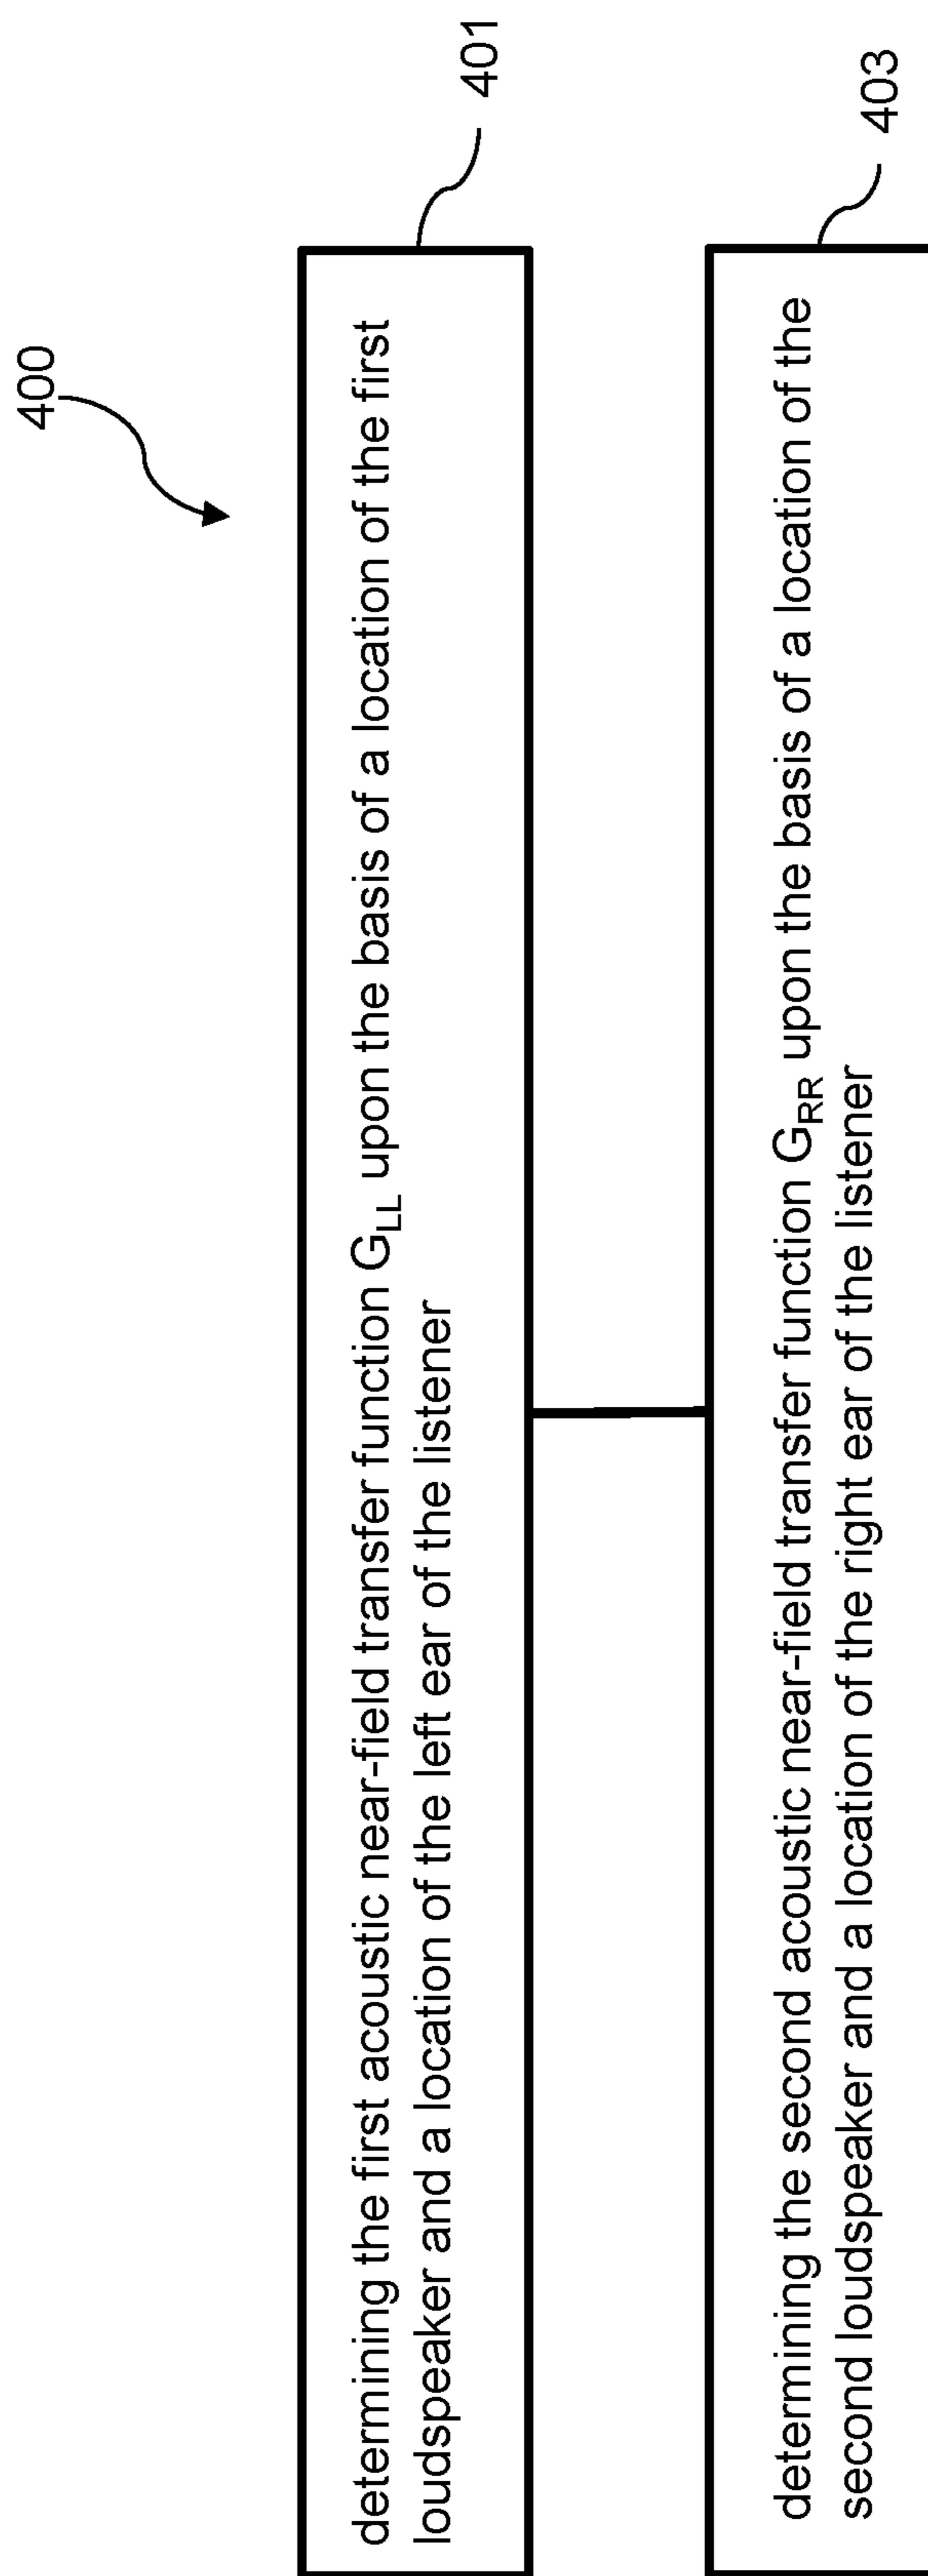 400
determining the first acoustic near-field transfer function GLL upon the basis of a location of the first
loudspeaker and a location of the left ear of the listener
401
determining the second acoustic near-field transfer function GRR upon the basis of a location of the
second loudspeaker and a location of the right ear of the listener
403